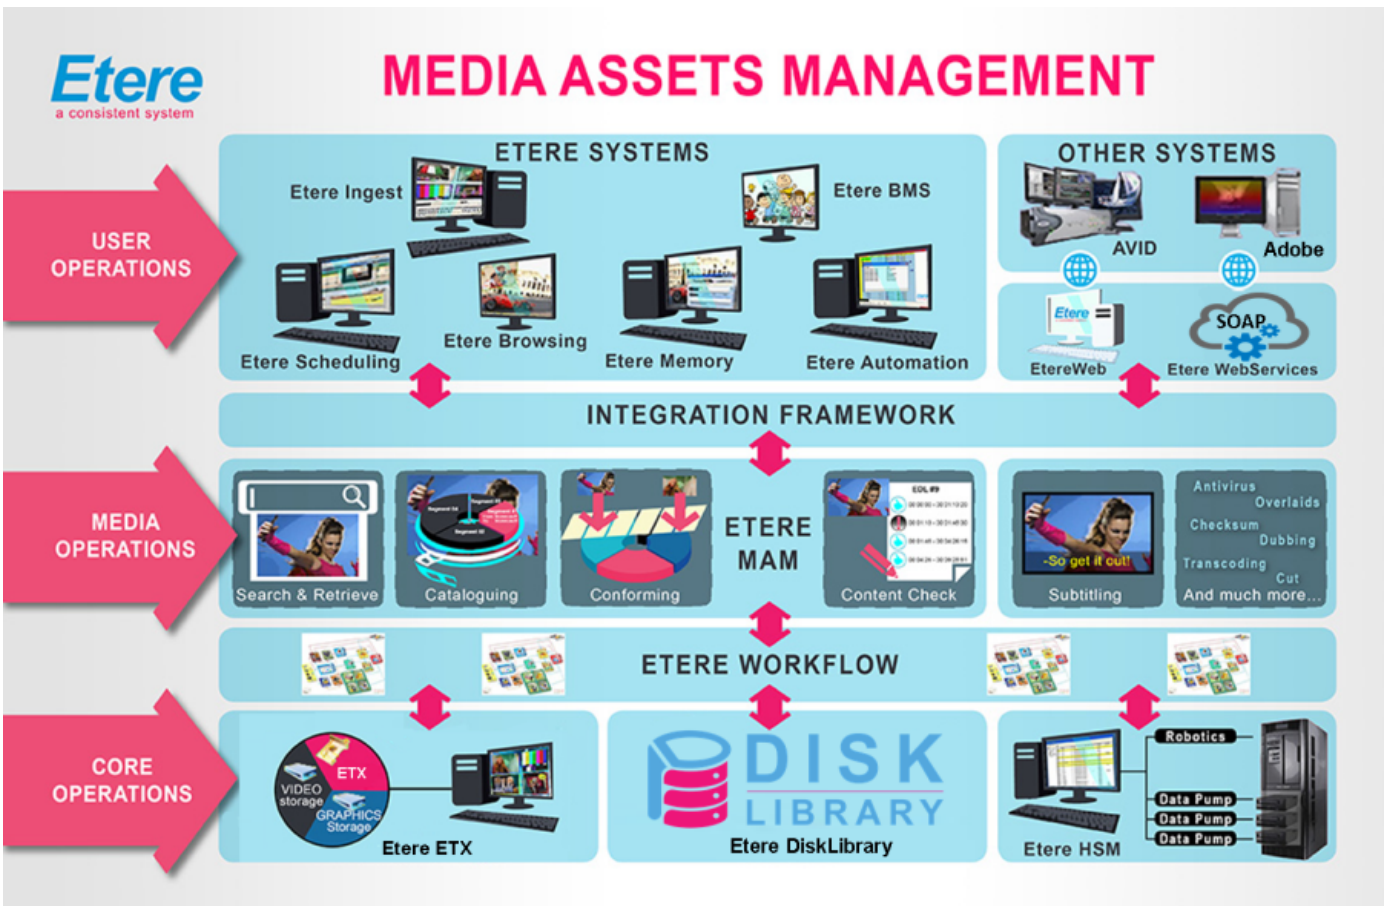 Etere
a consistent system
MEDIA ASSETS MANAGEMENT
USER
OPERATIONS
ETERE SYSTEMS
Etere Ingest
Etere BMS
Etere Scheduling
Etere Browsing
Etere Memory
Etere Automation
OTHER SYSTEMS
AVID
Adobe
Etere
SOAP
EtereWeb
Etere WebServices
INTEGRATION FRAMEWORK
MEDIA
OPERATIONS
Search & Retrieve
Cataloguing
Conforming
ETERE
MAM
EDL #9
Content Check
-So get it out!
Subtitling
Antivirus
Overlaids
Checksum
Dubbing
Transcoding
Cut
And much more...
ETERE WORKFLOW
CORE
OPERATIONS
ETX
VIDEO
storage
GRAPHICS
Storage
Etere ETX
DISK
LIBRARY
Etere DiskLibrary
Robotics
Data Pump
Data Pump
Data Pump
Etere HSM